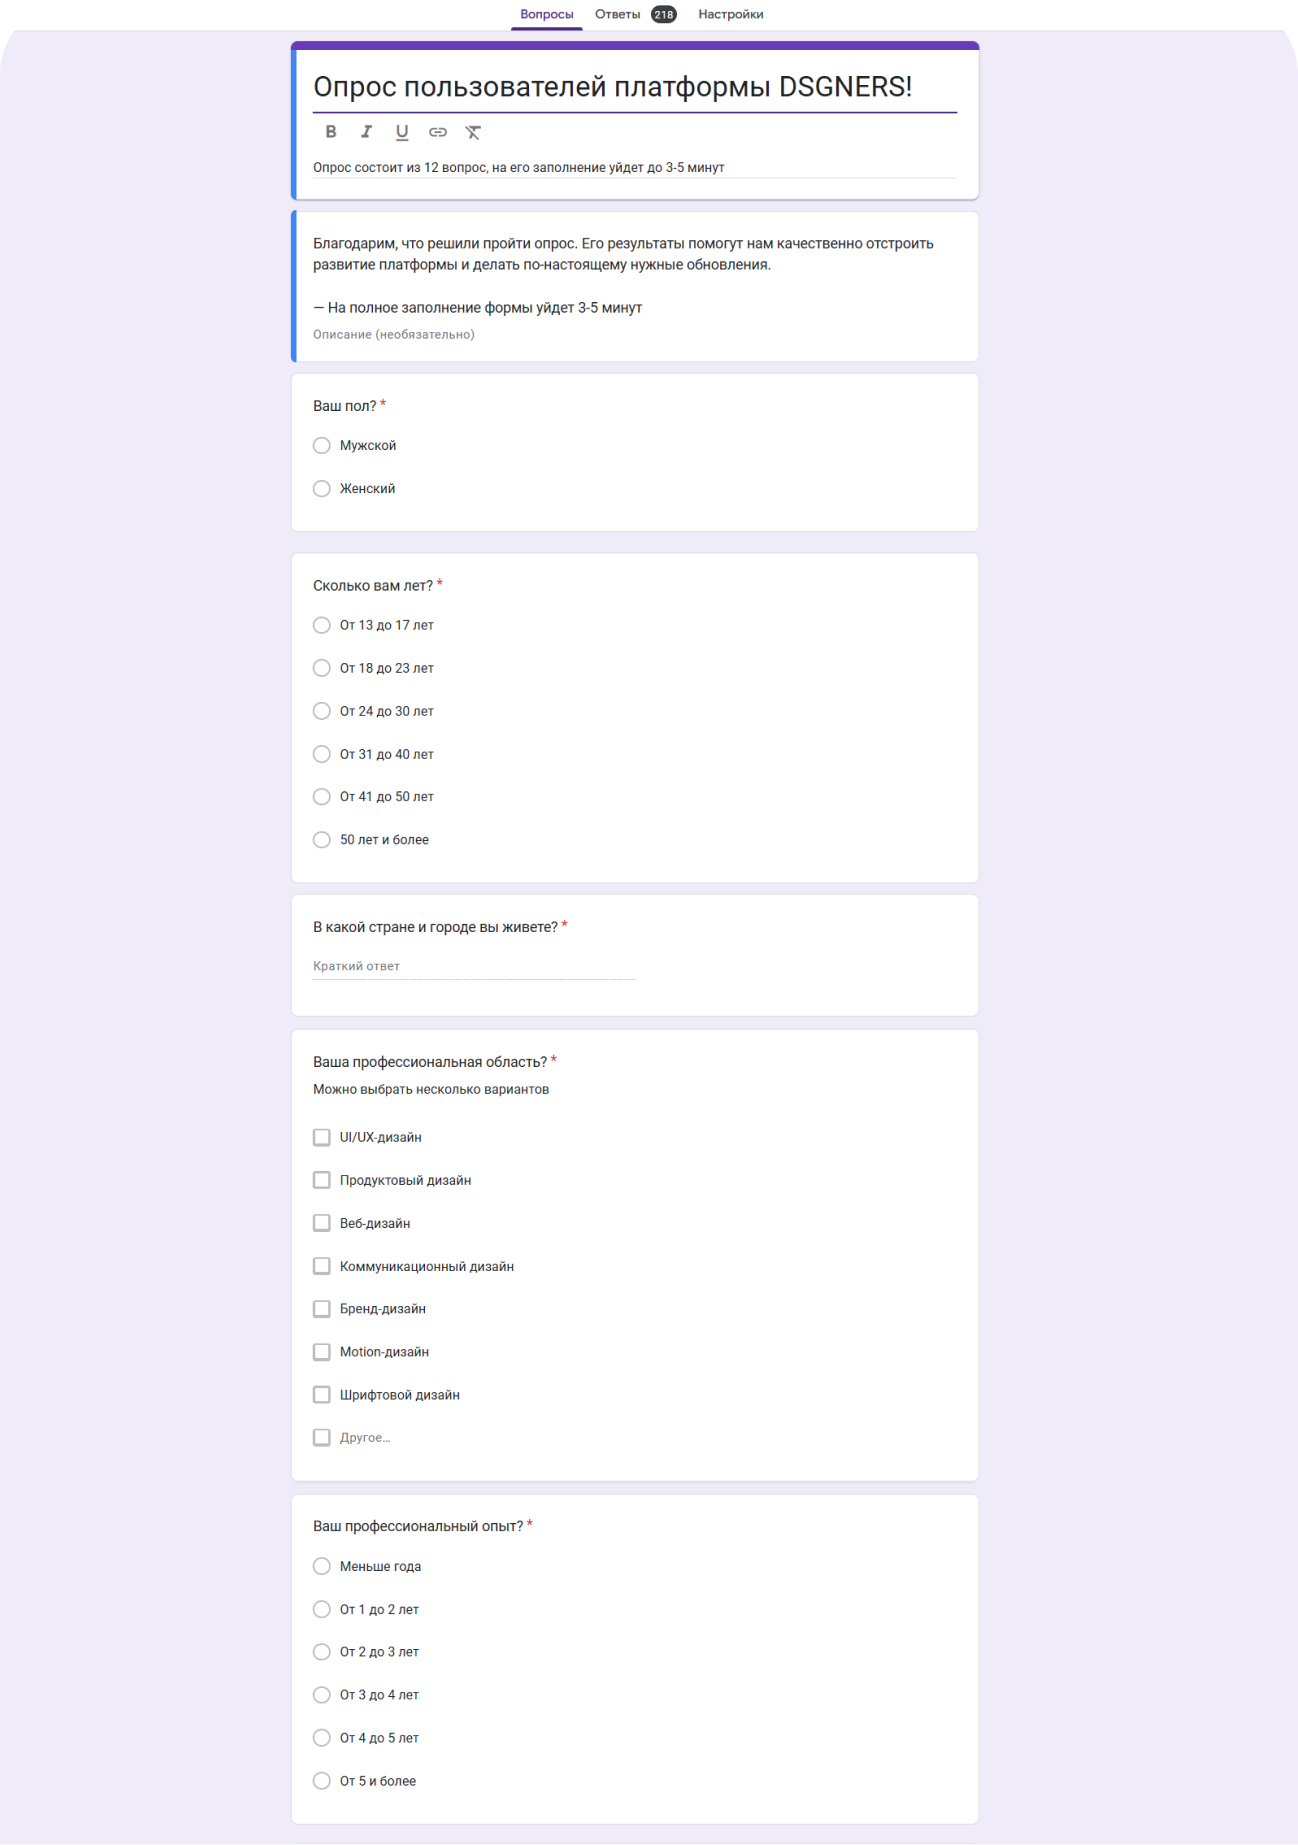 Вопросы Ответы 218 Настройки
Опрос пользователей платформы DSGNERS!
B I U
Опрос состоит из 12 вопрос, на его заполнение уйдет до 3-5 минут
Благодарим, что решили пройти опрос. Его результаты помогут нам качественно отстроить
развитие платформы и делать по-настоящему нужные обновления.
— На полное заполнение формы уйдет 3-5 минут
Описание (необязательно)
Ваш пол? *
Мужской
Женский
Сколько вам лет? *
От 13 до 17 лет
От 18 до 23 лет
От 24 до 30 лет
От 31 до 40 лет
От 41 до 50 лет
50 лет и более
В какой стране и городе вы живете? *
Краткий ответ
Ваша профессиональная область? *
Можно выбрать несколько вариантов
UI/UX-дизайн
Продуктовый дизайн
Веб-дизайн
Коммуникационный дизайн
Бренд-дизайн
Motion-дизайн
Шрифтовой дизайн
Другое…
Ваш профессиональный опыт? *
Меньше года
От 1 до 2 лет
От 2 до 3 лет
От 3 до 4 лет
От 4 до 5 лет
От 5 и более